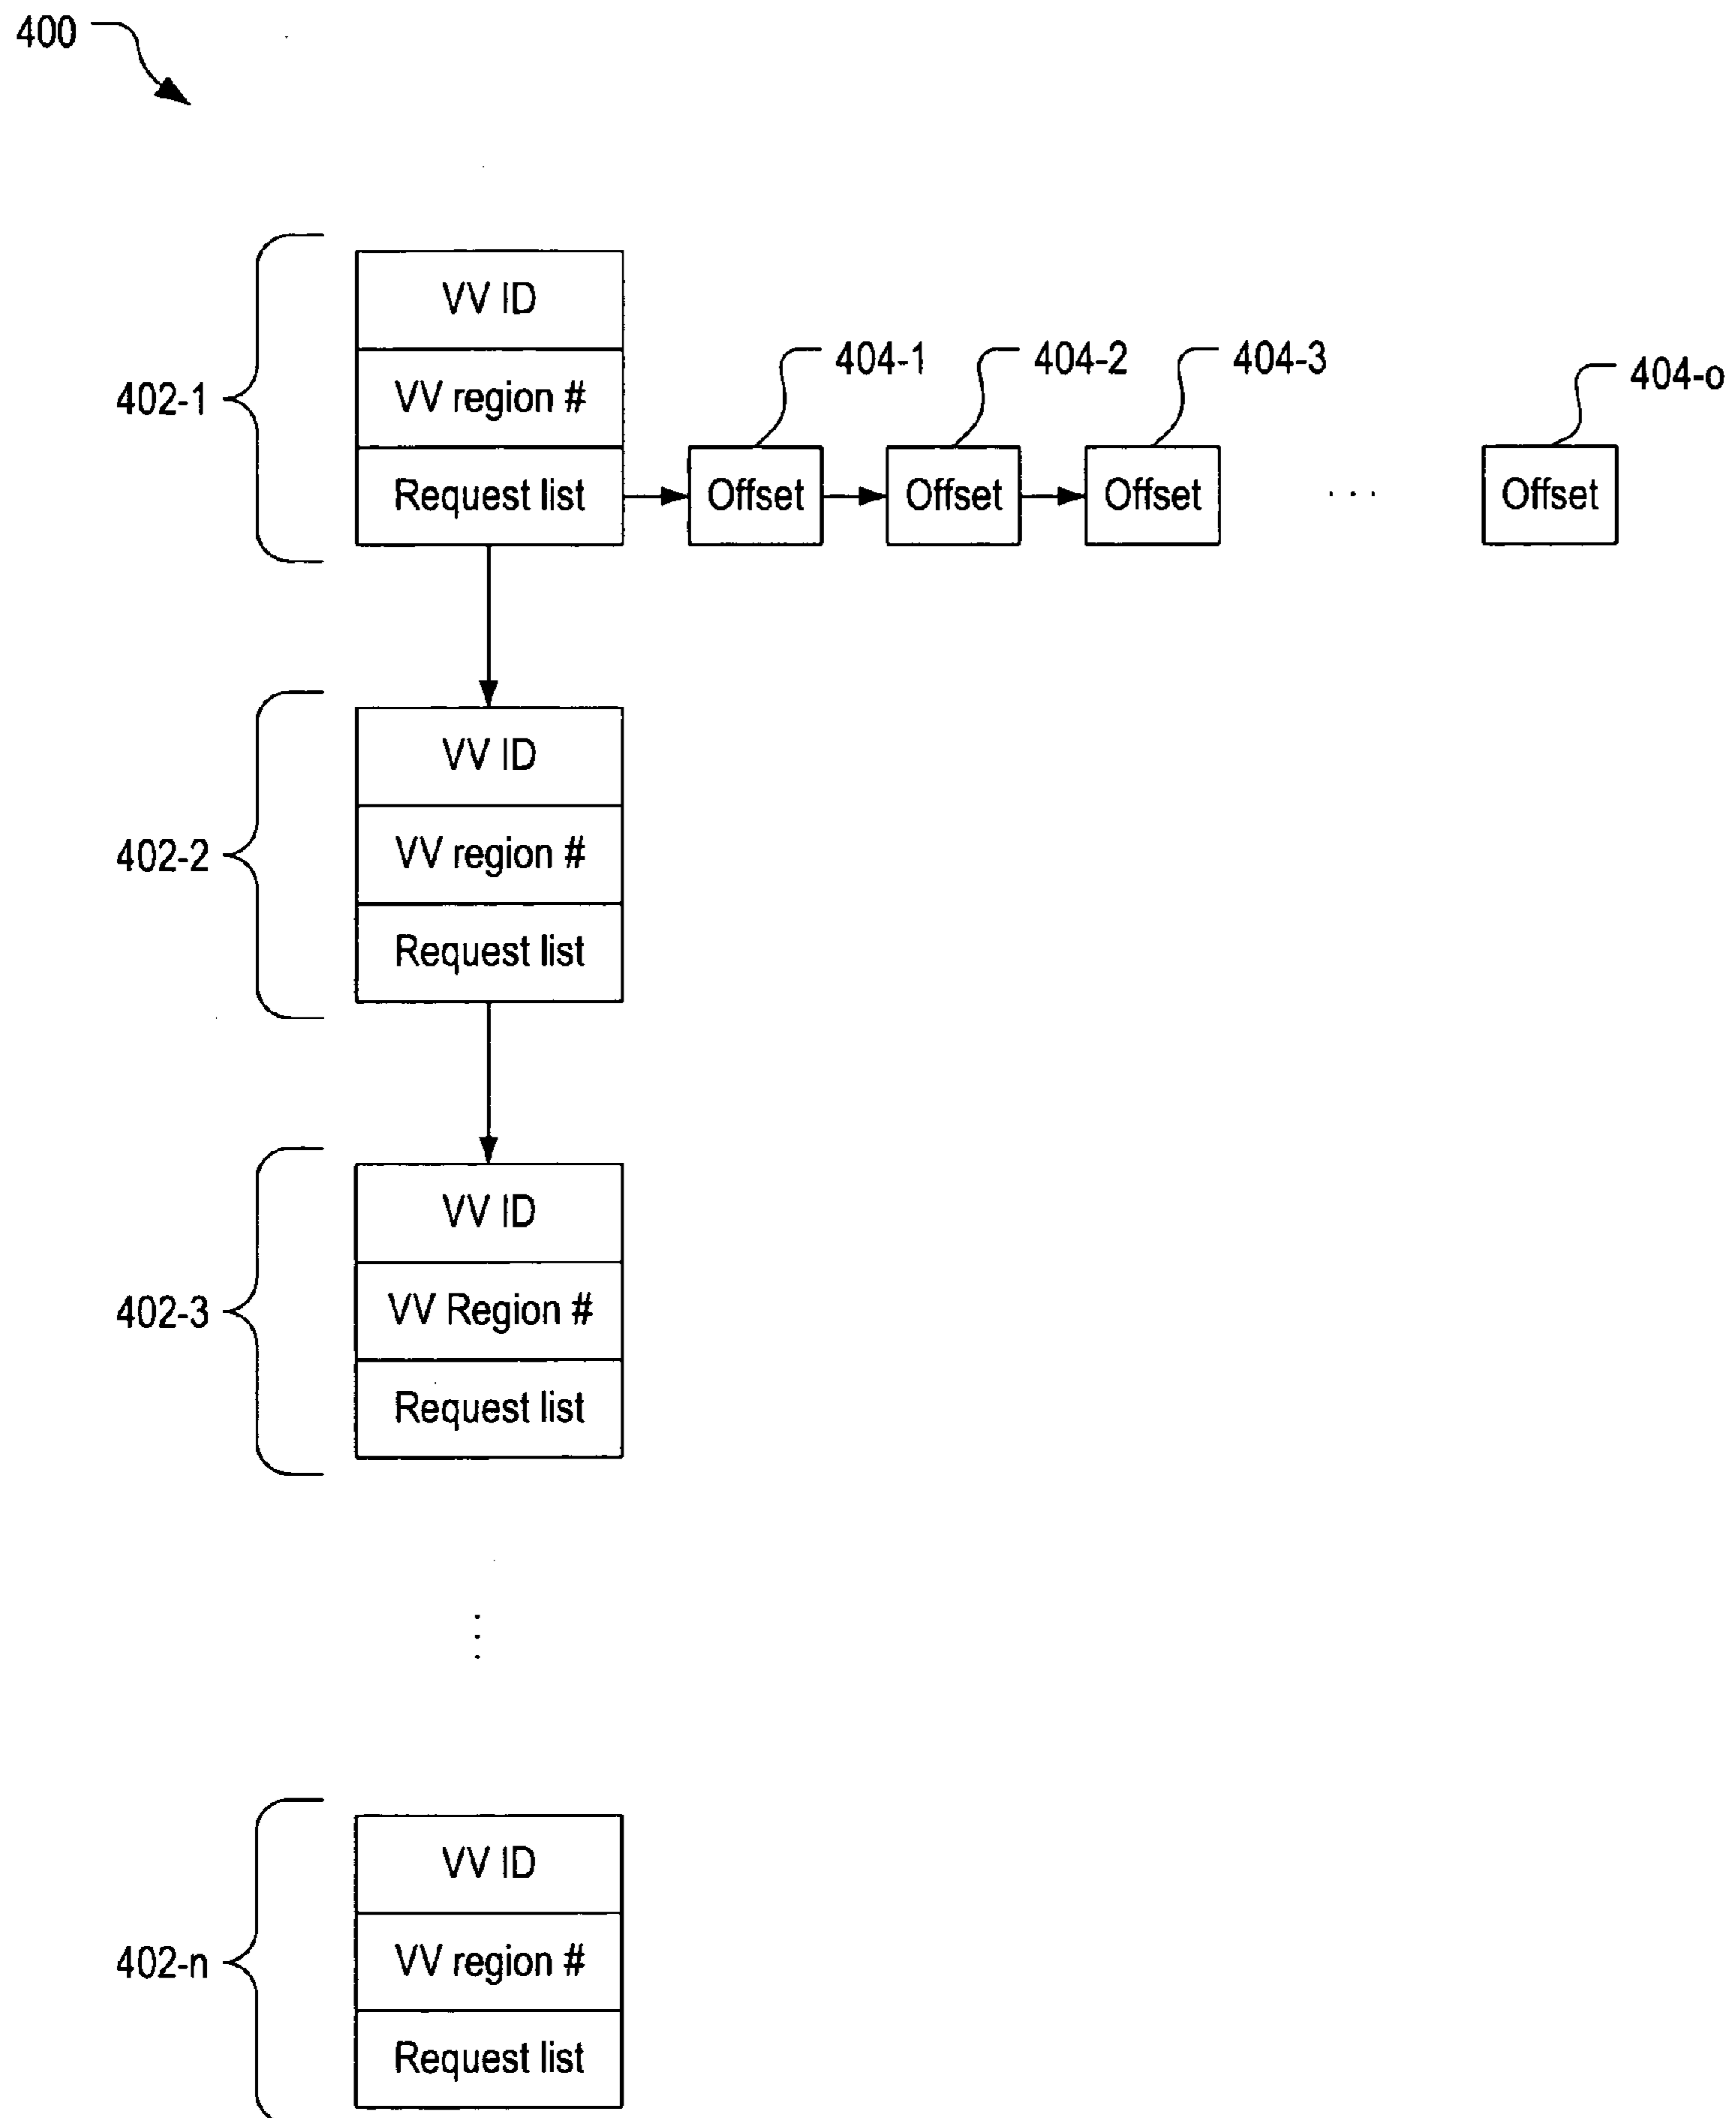 400
VV ID
402-1
VV region #
404-1
404-2
404-3
404-o
Request list
Offset
Offset
Offset
...
Offset
VV ID
402-2
VV region #
Request list
VV ID
402-3
VV Region #
Request list
...
VV ID
402-n
VV region #
Request list